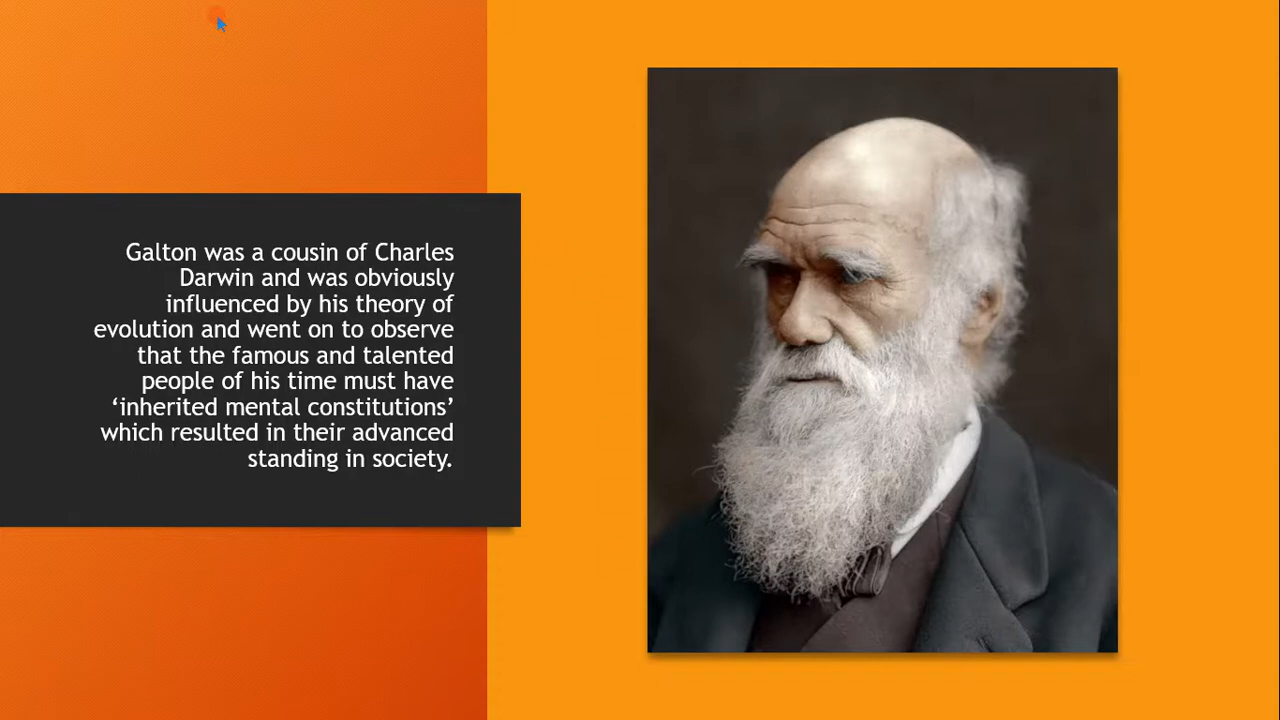 Galton was a cousin of Charles
Darwin and was obviously
influenced by his theory of
evolution and went on to observe
that the famous and talented
people of his time must have
‘inherited mental constitutions’
which resulted in their advanced
standing in society.